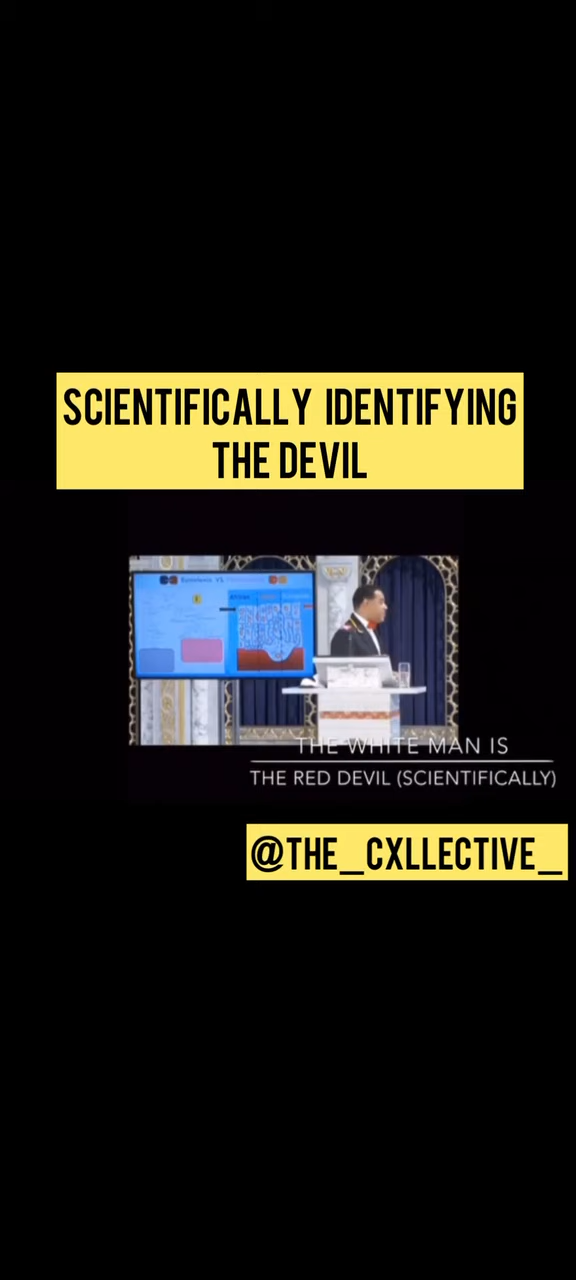 SCIENTIFICALLY IDENTIFYING
THE DEVIL
THE WHITE MAN IS
THE RED DEVIL (SCIENTIFICALLY)
@THE_CXLLECTIVE_